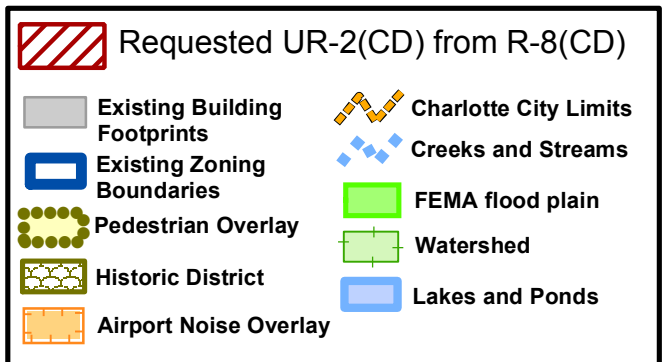 Requested UR-2(CD) from R-8(CD)
Existing Building
Footprints
Existing Zoning
Boundaries
Pedestrian Overlay
Historic District
Airport Noise Overlay
Charlotte City Limits
Creeks and Streams
FEMA flood plain
Watershed
Lakes and Ponds